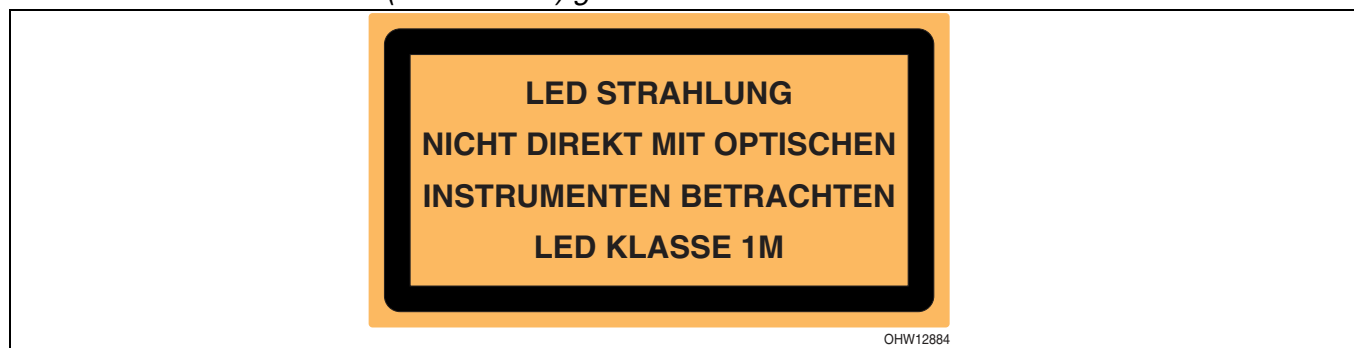 LED STRAHLUNG
NICHT DIREKT MIT OPTISCHEN
INSTRUMENTEN BETRACHTEN
LED KLASSE 1M
OHW12884